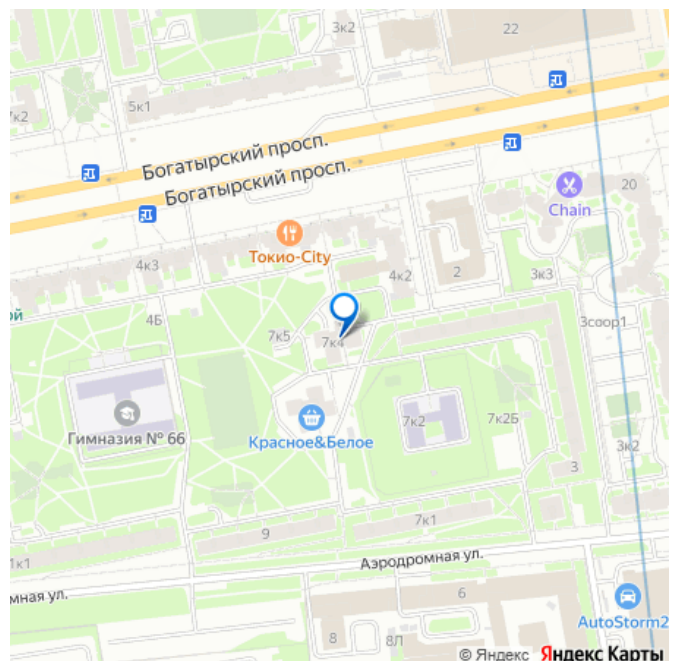 3к2
22
5к1
7к2
Богатырский просп.
Богатырский просп.
Chain
20
Токио-City
4к3
4к2
2
3к3
ой
4Б
7к5
7к4
3соор1
Гимназия № 66
Красное&Белое
7к2
7к2Б
3к2
3
7к1
9
Аэродромная ул.
1к1
мная ул.
6
8
8Л
AutoStorm2
© Яндекс Яндекс Карты